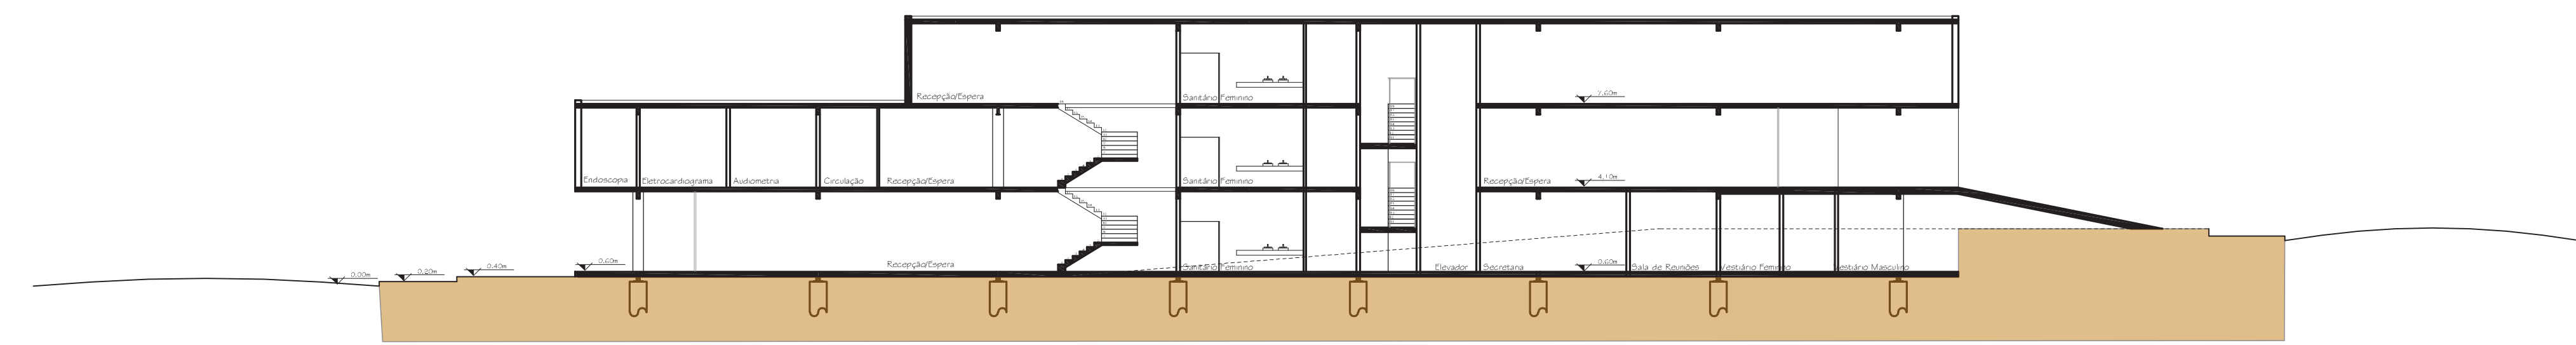 Recepção/Espera
Sanitário Feminino
7,60m
Endoscopia
Eletrocardiograma
Audiometria
Circulação
Recepção/Espera
Sanitário Feminino
Recepção/Espera
4,10m
0,00m
0,20m
0,40m
0,60m
Recepção/Espera
Sanitário Feminino
Elevador
Secretaria
0,60m
Sala de Reuniões
Vestiário Feminino
Vestiário Masculino